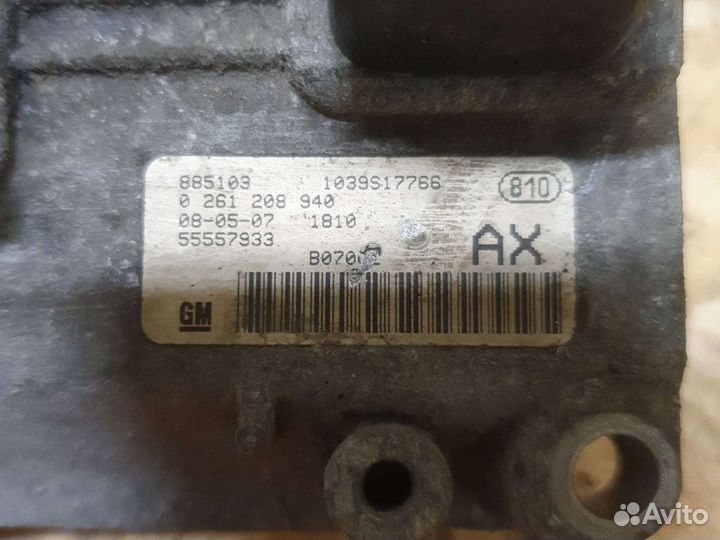 885103 1039S17766 810
0 261 208 940
08-05-07 1810
55557933 AX
GM
Avito